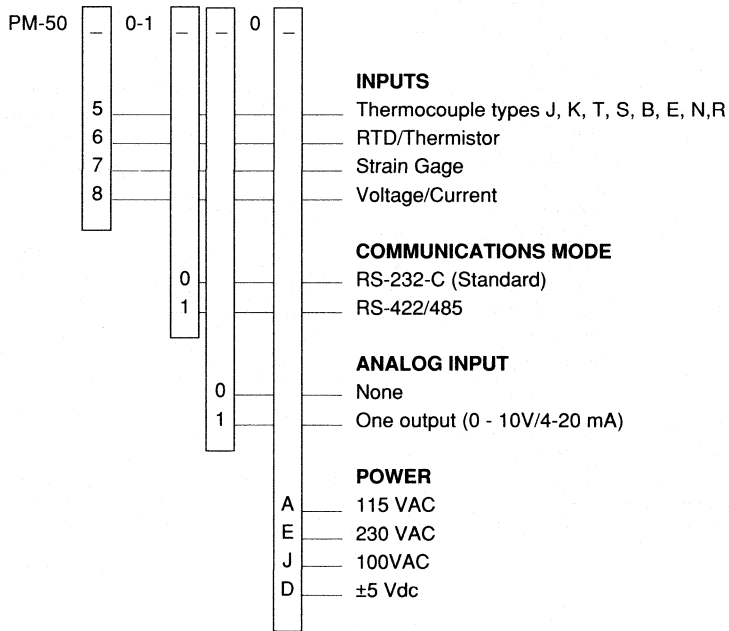 PM-50 _ 0-1 _ _ 0 _
INPUTS
5 Thermocouple types J, K, T, S, B, E, N,R
6 RTD/Thermistor
7 Strain Gage
8 Voltage/Current
COMMUNICATIONS MODE
0 RS-232-C (Standard)
1 RS-422/485
ANALOG INPUT
0 None
1 One output (0 - 10V/4-20 mA)
POWER
A 115 VAC
E 230 VAC
J 100VAC
D ±5 Vdc